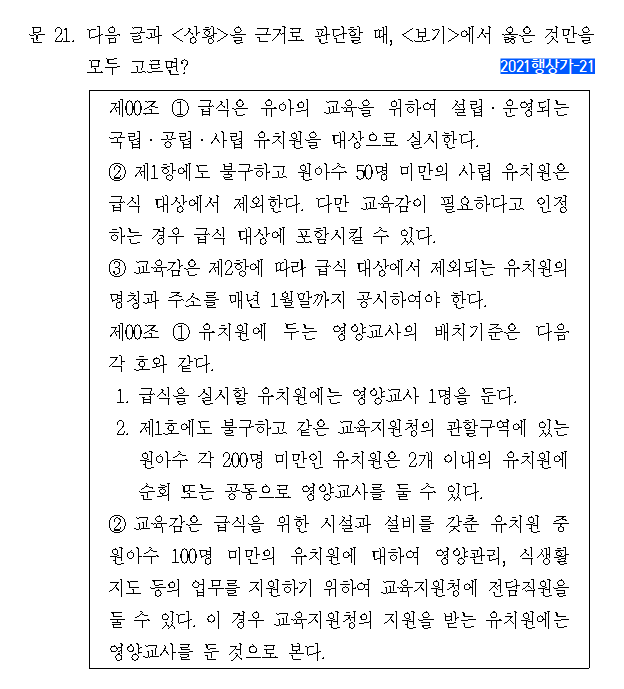 문 21. 다음 글과 <상황>을 근거로 판단할 때, <보기>에서 옳은 것만을
모두 고르면?
2021행상가-21
제00조 ① 급식은 유아의 교육을 위하여 설립·운영되는
국립·공립·사립 유치원을 대상으로 실시한다.
② 제1항에도 불구하고 원아수 50명 미만의 사립 유치원은
급식 대상에서 제외한다. 다만 교육감이 필요하다고 인정
하는 경우 급식 대상에 포함시킬 수 있다.
③ 교육감은 제2항에 따라 급식 대상에서 제외되는 유치원의
명칭과 주소를 매년 1월말까지 공시하여야 한다.
제00조 ① 유치원에 두는 영양교사의 배치기준은 다음
각 호와 같다.
1. 급식을 실시할 유치원에는 영양교사 1명을 둔다.
2. 제1호에도 불구하고 같은 교육지원청의 관할구역에 있는
원아수 각 200명 미만인 유치원은 2개 이내의 유치원에
순회 또는 공동으로 영양교사를 둘 수 있다.
② 교육감은 급식을 위한 시설과 설비를 갖춘 유치원 중
원아수 100명 미만의 유치원에 대하여 영양관리, 식생활
지도 등의 업무를 지원하기 위하여 교육지원청에 전담직원을
둘 수 있다. 이 경우 교육지원청의 지원을 받는 유치원에는
영양교사를 둔 것으로 본다.